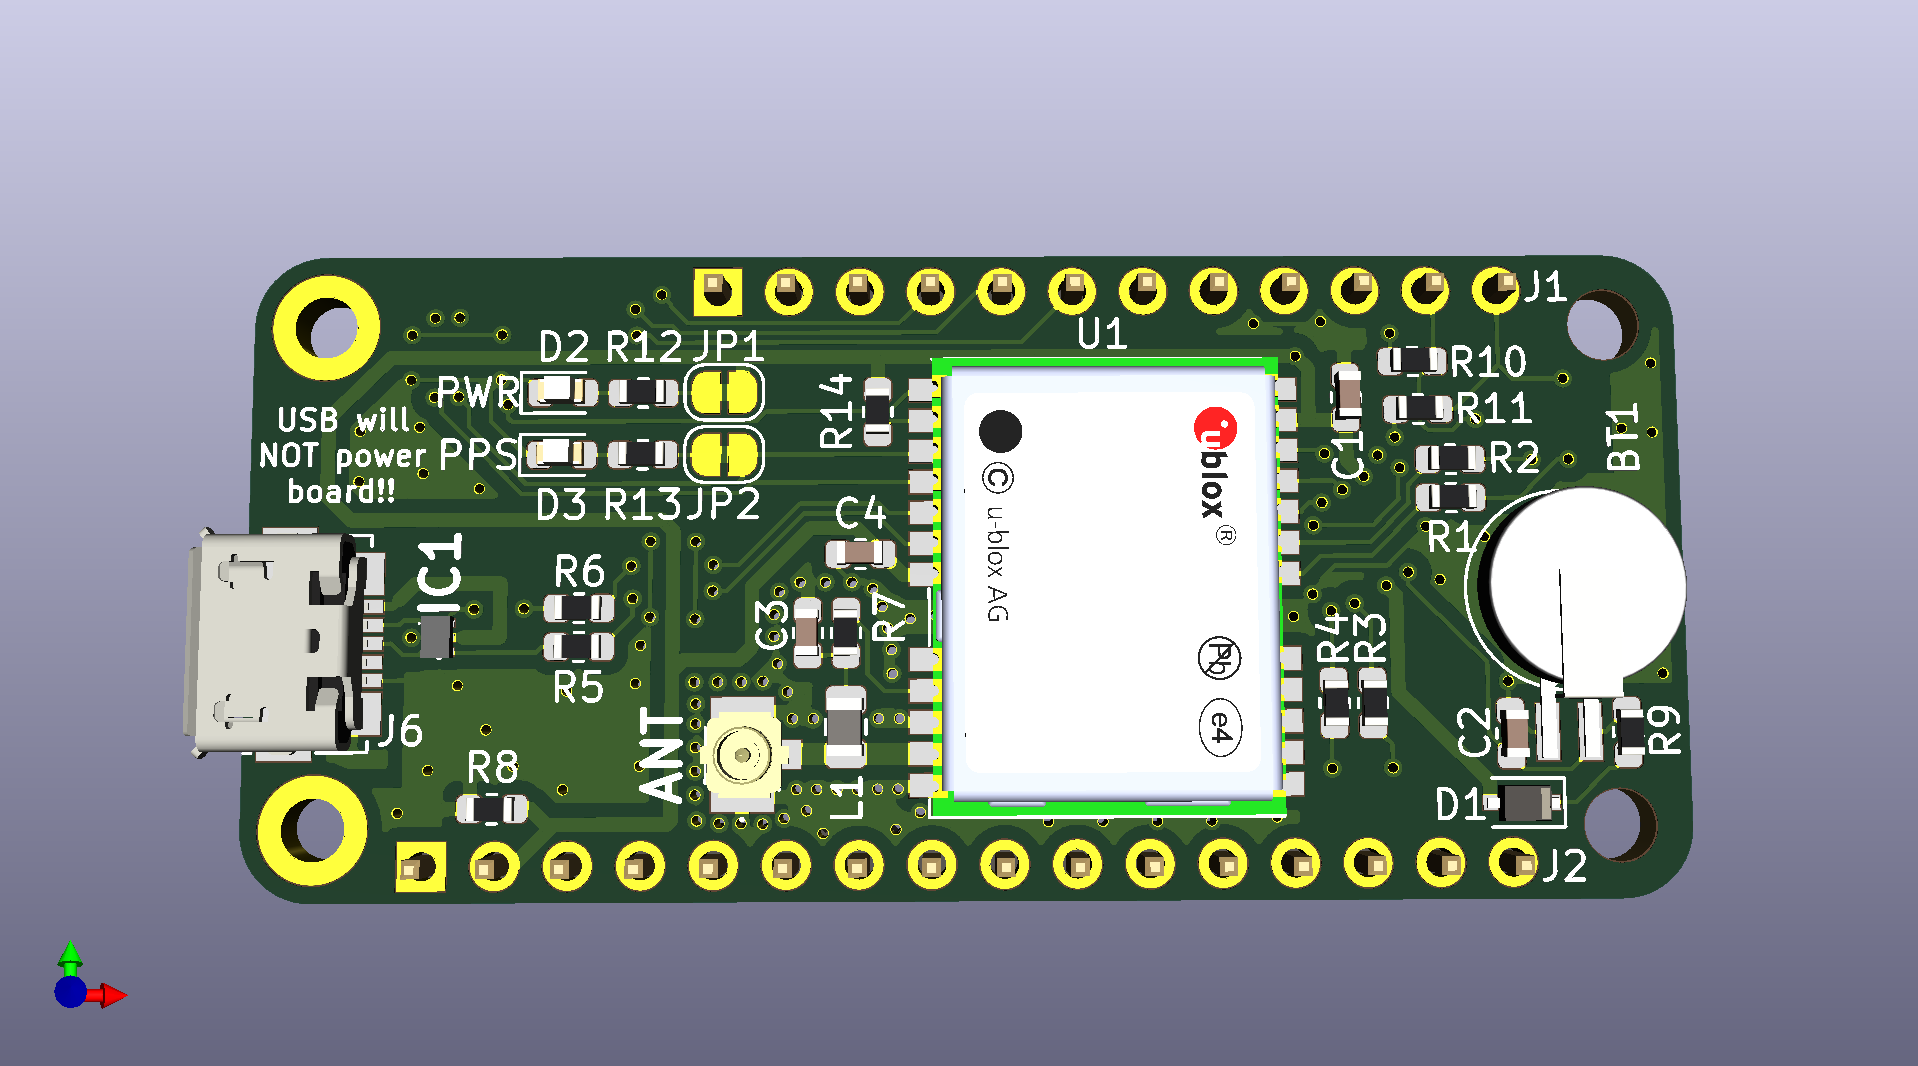 J1
U1
D2 R12 JP1
PWR
USB will
NOT power
board!!
PPS
D3 R13 JP2
R14
C4
R10
R11
C1
R2
R1
BT1
ublox ®
© u-blox AG
Pb
e4
IC1
R6
R5
C3
R7
R4
R3
J6
ANT
R8
L1
C2
R9
D1
J2